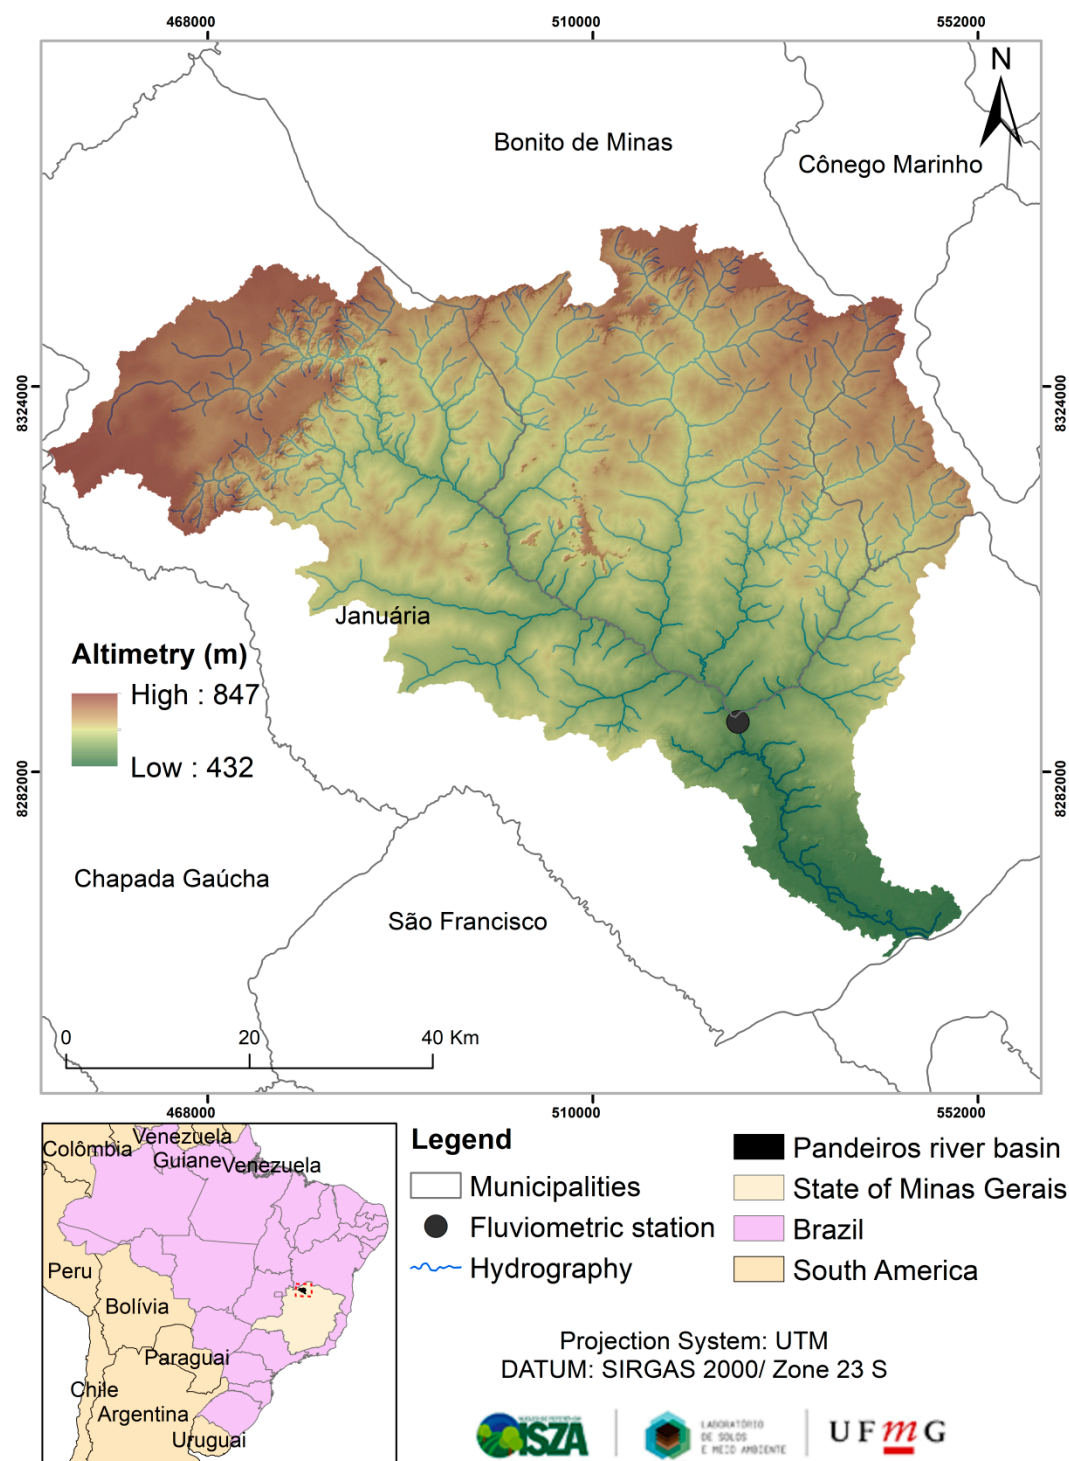 468000
510000
552000
N
Bonito de Minas
Cônego Marinho
8324000
8324000
Januária
Altimetry (m)
High : 847
Low : 432
8282000
8282000
Chapada Gaúcha
São Francisco
0
20
40 Km
468000
510000
552000
Colômbia
Venezuela
Guiane
Venezuela
Peru
Bolívia
Paraguai
Chile
Argentina
Uruguai
Legend
Municipalities
Fluviometric station
Hydrography
Pandeiros river basin
State of Minas Gerais
Brazil
South America
Projection System: UTM
DATUM: SIRGAS 2000/ Zone 23 S
ISZA
LABORATÓRIO
DE SOLOS
E MEIO AMBIENTE
UFmG